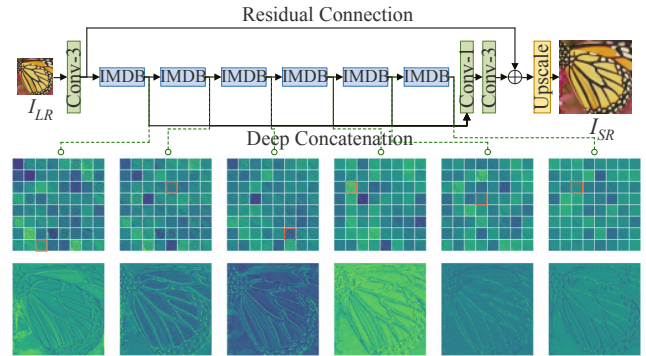 Residual Connection
I_LR
Conv-3
IMDB
IMDB
IMDB
IMDB
IMDB
IMDB
Conv-1
Conv-3
Upscale
I_SR
Deep Concatenation